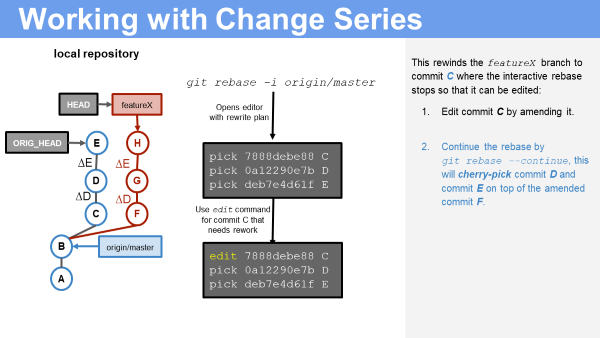 Working with Change Series
local repository
HEAD
featureX
ORIG_HEAD
E
H
ΔE
ΔE
D
G
ΔD
ΔD
C
F
B
origin/master
A
git rebase -i origin/master
Opens editor
with rewrite plan
pick 7888debe88 C
pick 0a12290e7b D
pick deb7e4d61f E
Use edit command
for commit C that
needs rework
edit 7888debe88 C
pick 0a12290e7b D
pick deb7e4d61f E
This rewinds the featureX branch to
commit C where the interactive rebase
stops so that it can be edited:
1. Edit commit C by amending it.
2. Continue the rebase by
git rebase --continue, this
will cherry-pick commit D and
commit E on top of the amended
commit F.